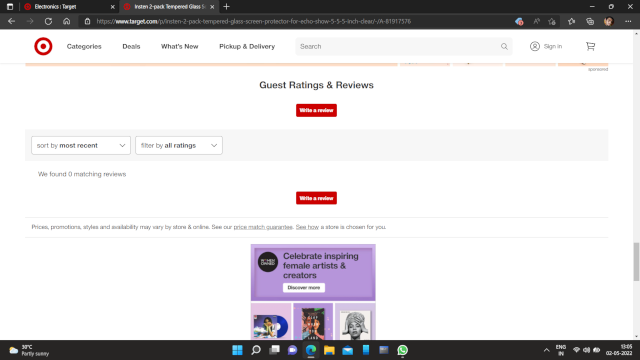 Electronics : Target
Insten 2-pack Tempered Glass S
https://www.target.com/p/insten-2-pack-tempered-glass-screen-protector-for-echo-show-5-5-5-inch-clear/-/A-81917576
Categories
Deals
What's New
Pickup & Delivery
Search
Sign in
sponsored
Guest Ratings & Reviews
Write a review
sort by most recent
filter by all ratings
We found 0 matching reviews
Write a review
Prices, promotions, styles and availability may vary by store & online. See our price match guarantee. See how a store is chosen for you.
Celebrate inspiring
female artists &
creators
Discover more
30°C
Partly sunny
ENG
IN
13:05
02-05-2022